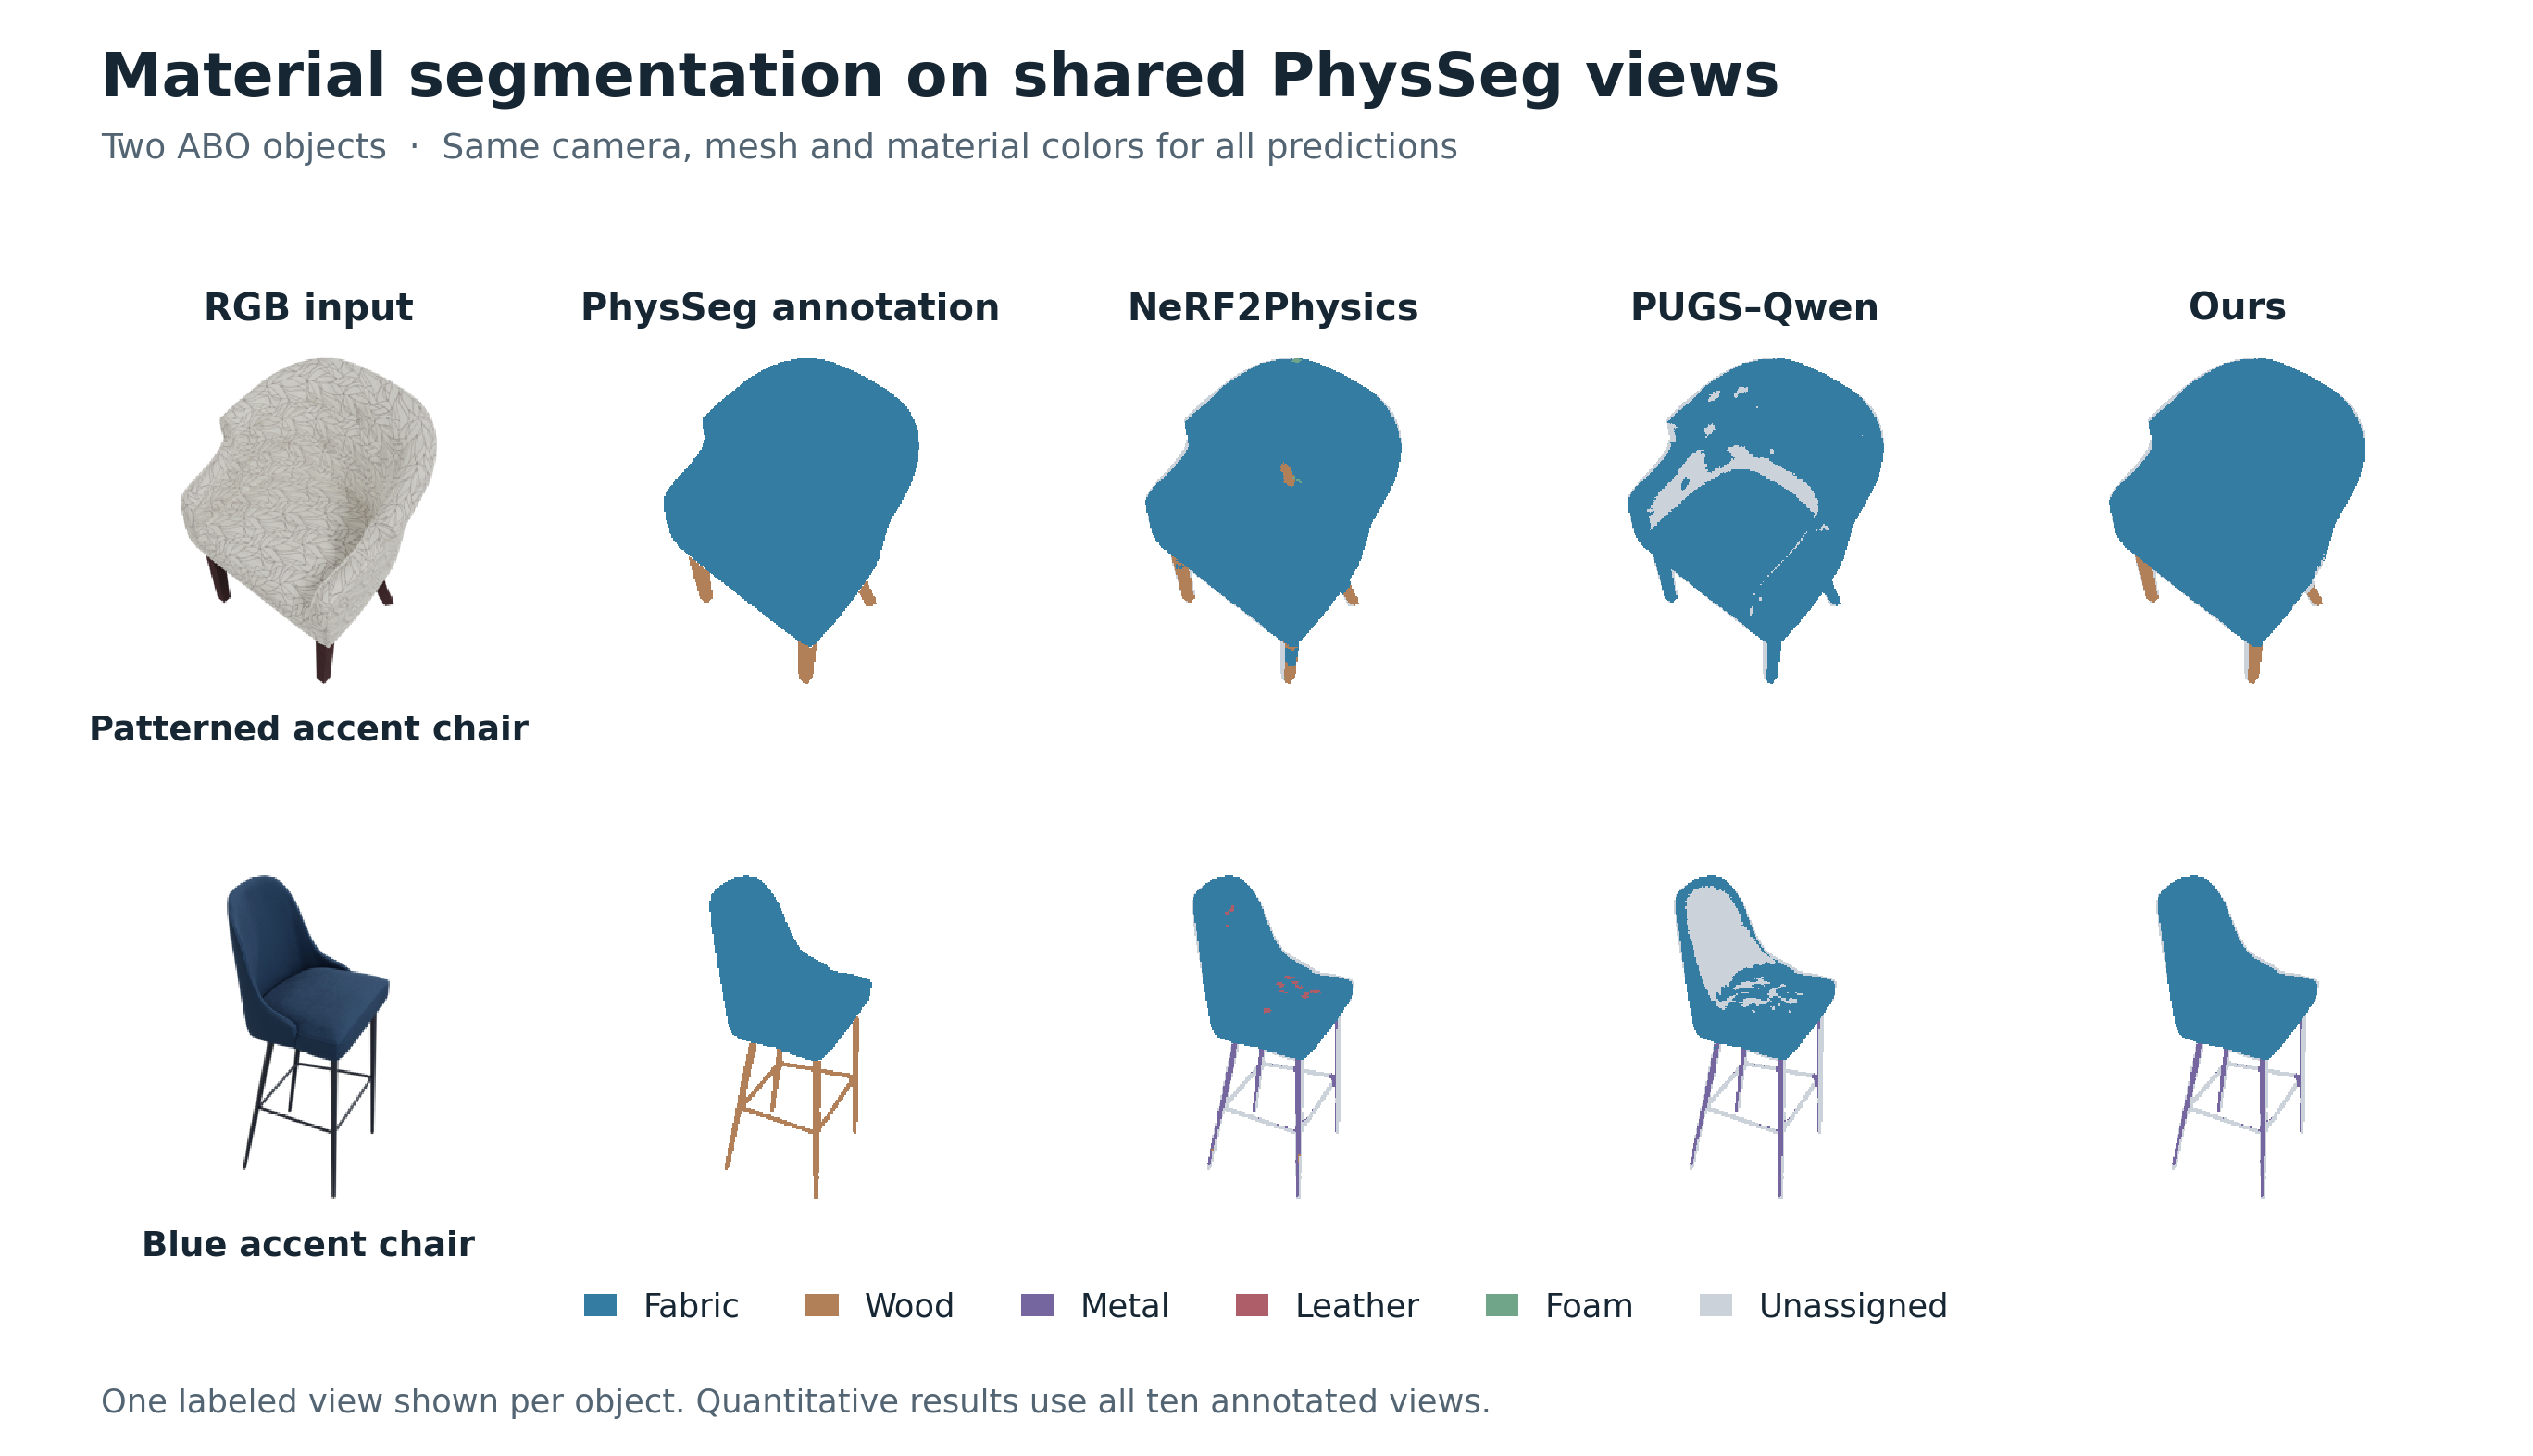 Material segmentation on shared PhysSeg views
Two ABO objects · Same camera, mesh and material colors for all predictions
RGB input
PhysSeg annotation
NeRF2Physics
PUGS–Qwen
Ours
Patterned accent chair
Blue accent chair
Fabric
Wood
Metal
Leather
Foam
Unassigned
One labeled view shown per object. Quantitative results use all ten annotated views.